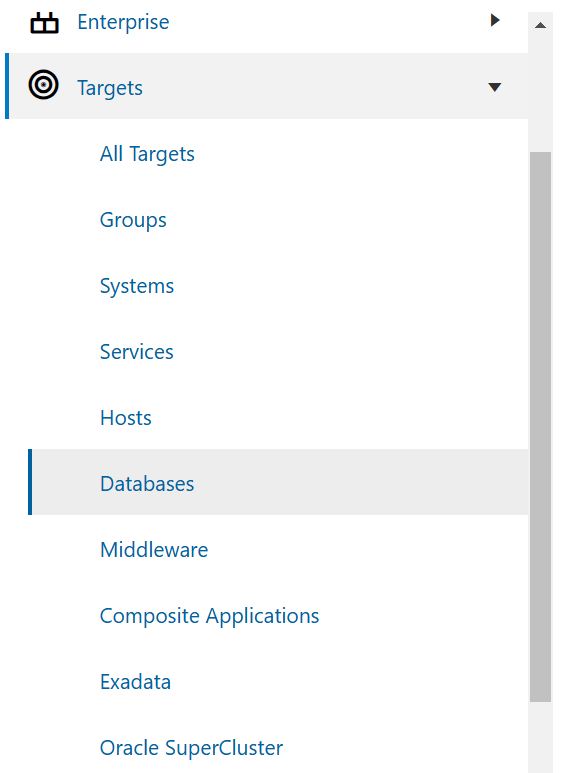 Enterprise
Targets
All Targets
Groups
Systems
Services
Hosts
Databases
Middleware
Composite Applications
Exadata
Oracle SuperCluster